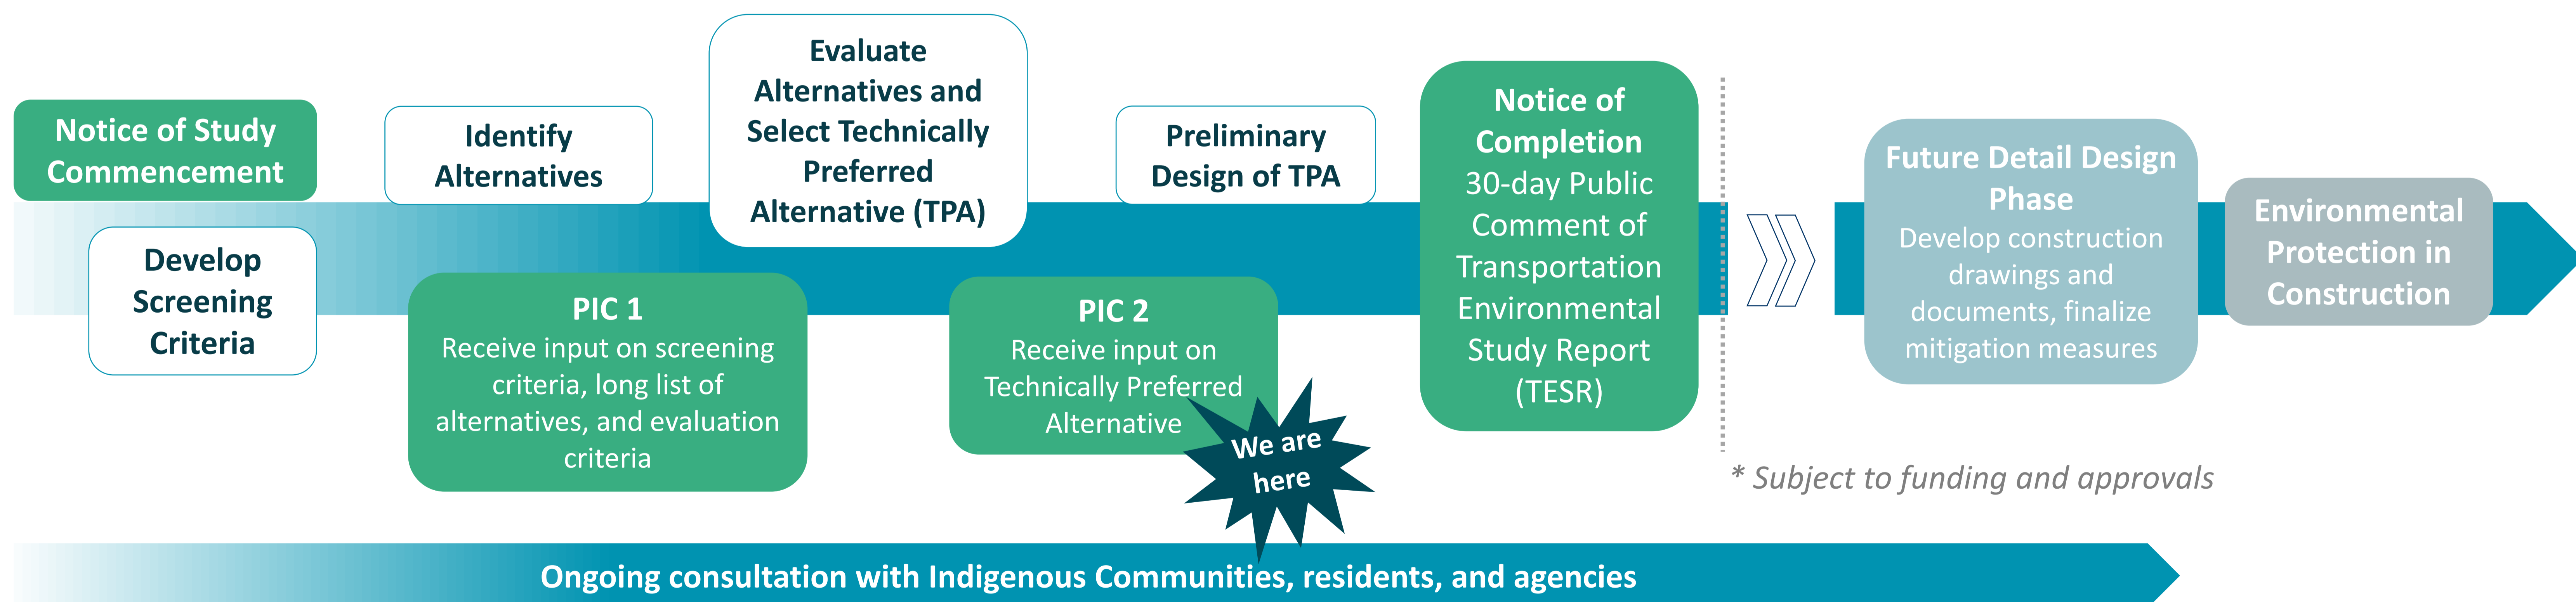 Notice of Study
Commencement
Develop
Screening
Criteria
Identify
Alternatives
PIC 1
Receive input on screening
criteria, long list of
alternatives, and evaluation
criteria
Evaluate
Alternatives and
Select Technically
Preferred
Alternative (TPA)
PIC 2
Receive input on
Technically Preferred
Alternative
We are
here
Preliminary
Design of TPA
Notice of
Completion
30-day Public
Comment of
Transportation
Environmental
Study Report
(TESR)
Future Detail Design
Phase
Develop construction
drawings and
documents, finalize
mitigation measures
Environmental
Protection in
Construction
* Subject to funding and approvals
Ongoing consultation with Indigenous Communities, residents, and agencies